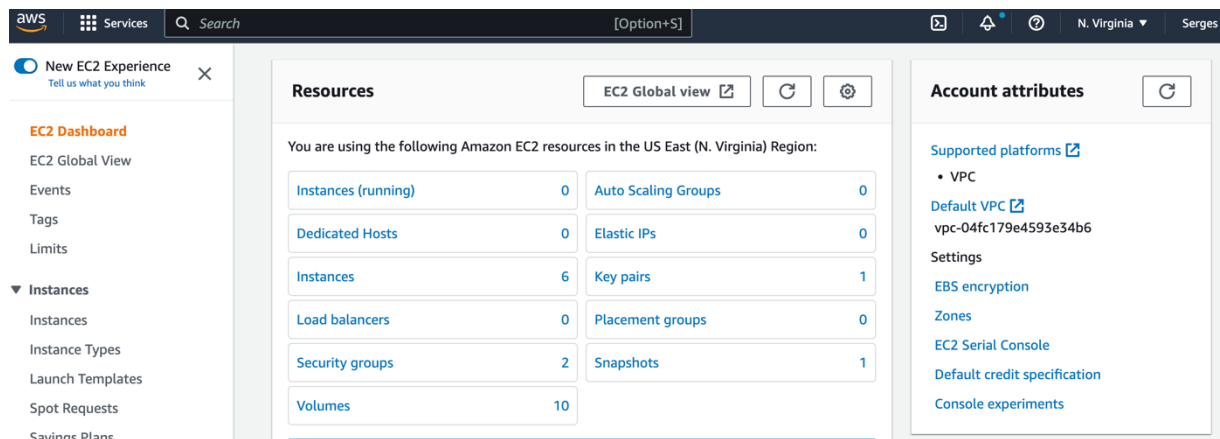 aws
Services
Search
[Option+S]
N. Virginia
Serges
New EC2 Experience
Tell us what you think
EC2 Dashboard
EC2 Global View
Events
Tags
Limits
Instances
Instances
Instance Types
Launch Templates
Spot Requests
Savings Plans
Resources
EC2 Global view
You are using the following Amazon EC2 resources in the US East (N. Virginia) Region:
Instances (running) 0
Auto Scaling Groups 0
Dedicated Hosts 0
Elastic IPs 0
Instances 6
Key pairs 1
Load balancers 0
Placement groups 0
Security groups 2
Snapshots 1
Volumes 10
Account attributes
Supported platforms
• VPC
Default VPC
vpc-04fc179e4593e34b6
Settings
EBS encryption
Zones
EC2 Serial Console
Default credit specification
Console experiments